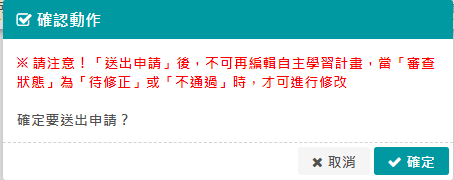 確認動作
※ 請注意！「送出申請」後，不可再編輯自主學習計畫，當「審查
狀態」為「待修正」或「不通過」時，才可進行修改
確定要送出申請？
取消
確定